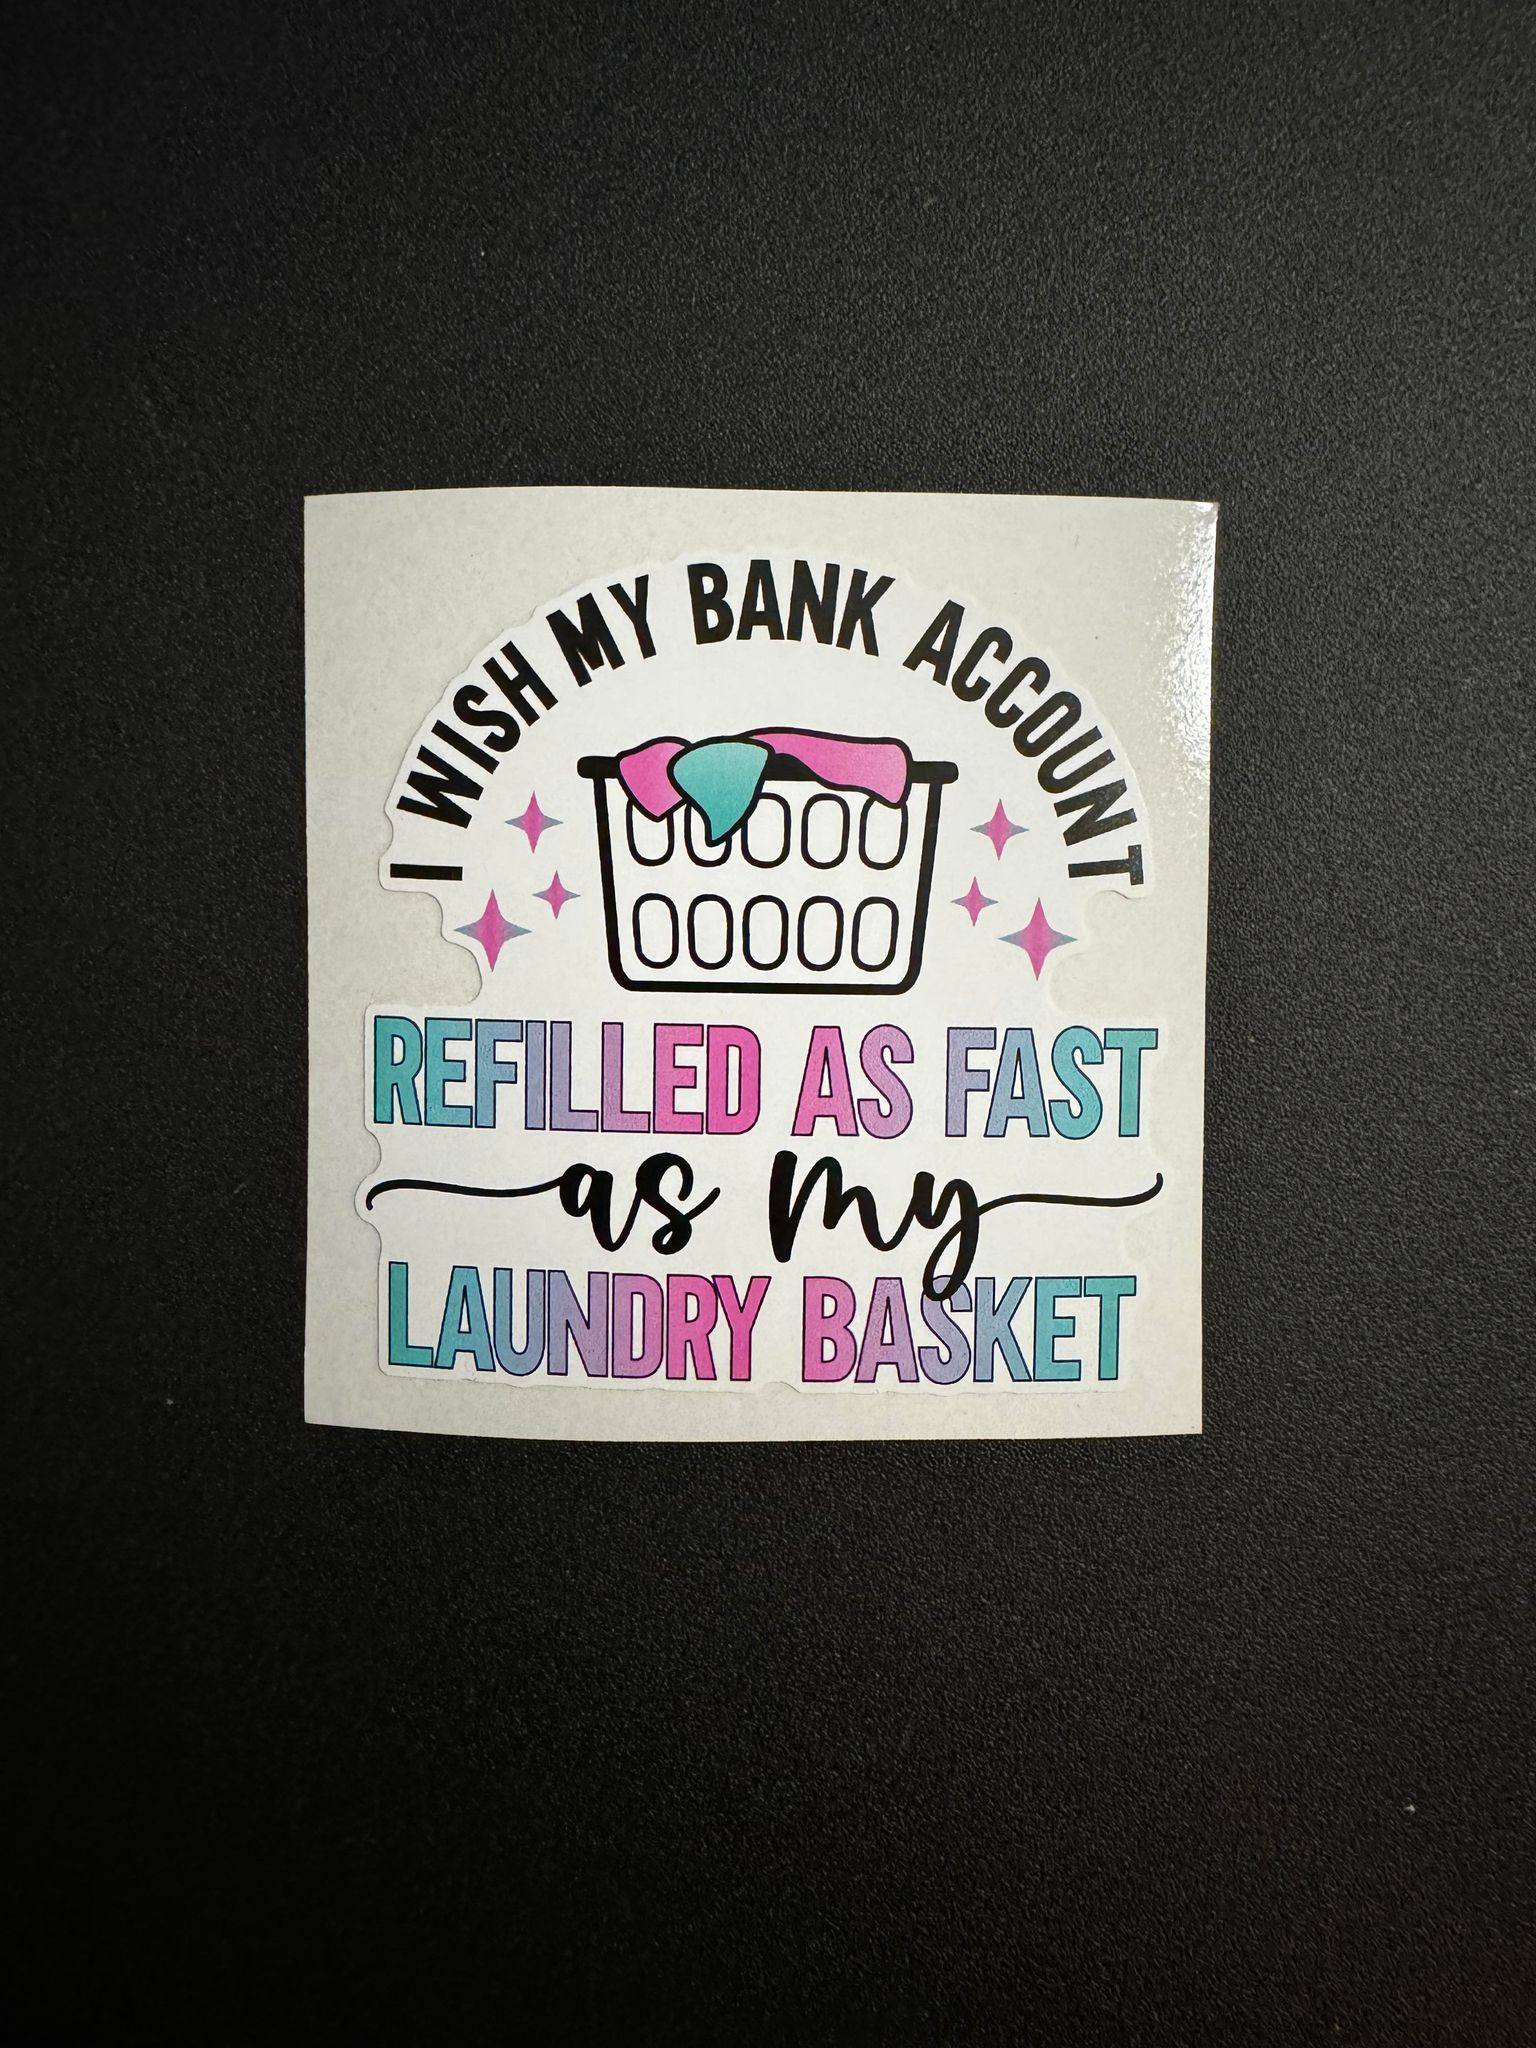 I WISH MY BANK ACCOUNT
REFILLED AS FAST
as my
LAUNDRY BASKET